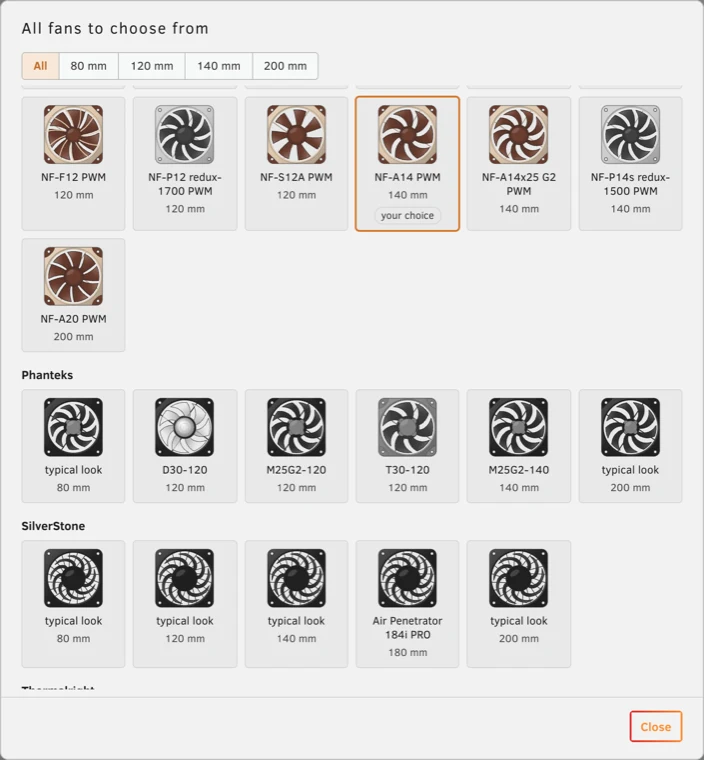 All fans to choose from
All
80 mm
120 mm
140 mm
200 mm
NF-F12 PWM
120 mm
NF-P12 redux-
1700 PWM
120 mm
NF-S12A PWM
120 mm
NF-A14 PWM
140 mm
your choice
NF-A14x25 G2
PWM
140 mm
NF-P14s redux-
1500 PWM
140 mm
NF-A20 PWM
200 mm
Phanteks
typical look
80 mm
D30-120
120 mm
M25G2-120
120 mm
T30-120
120 mm
M25G2-140
140 mm
typical look
200 mm
SilverStone
typical look
80 mm
typical look
120 mm
typical look
140 mm
Air Penetrator
184i PRO
180 mm
typical look
200 mm
Thermalright
Close